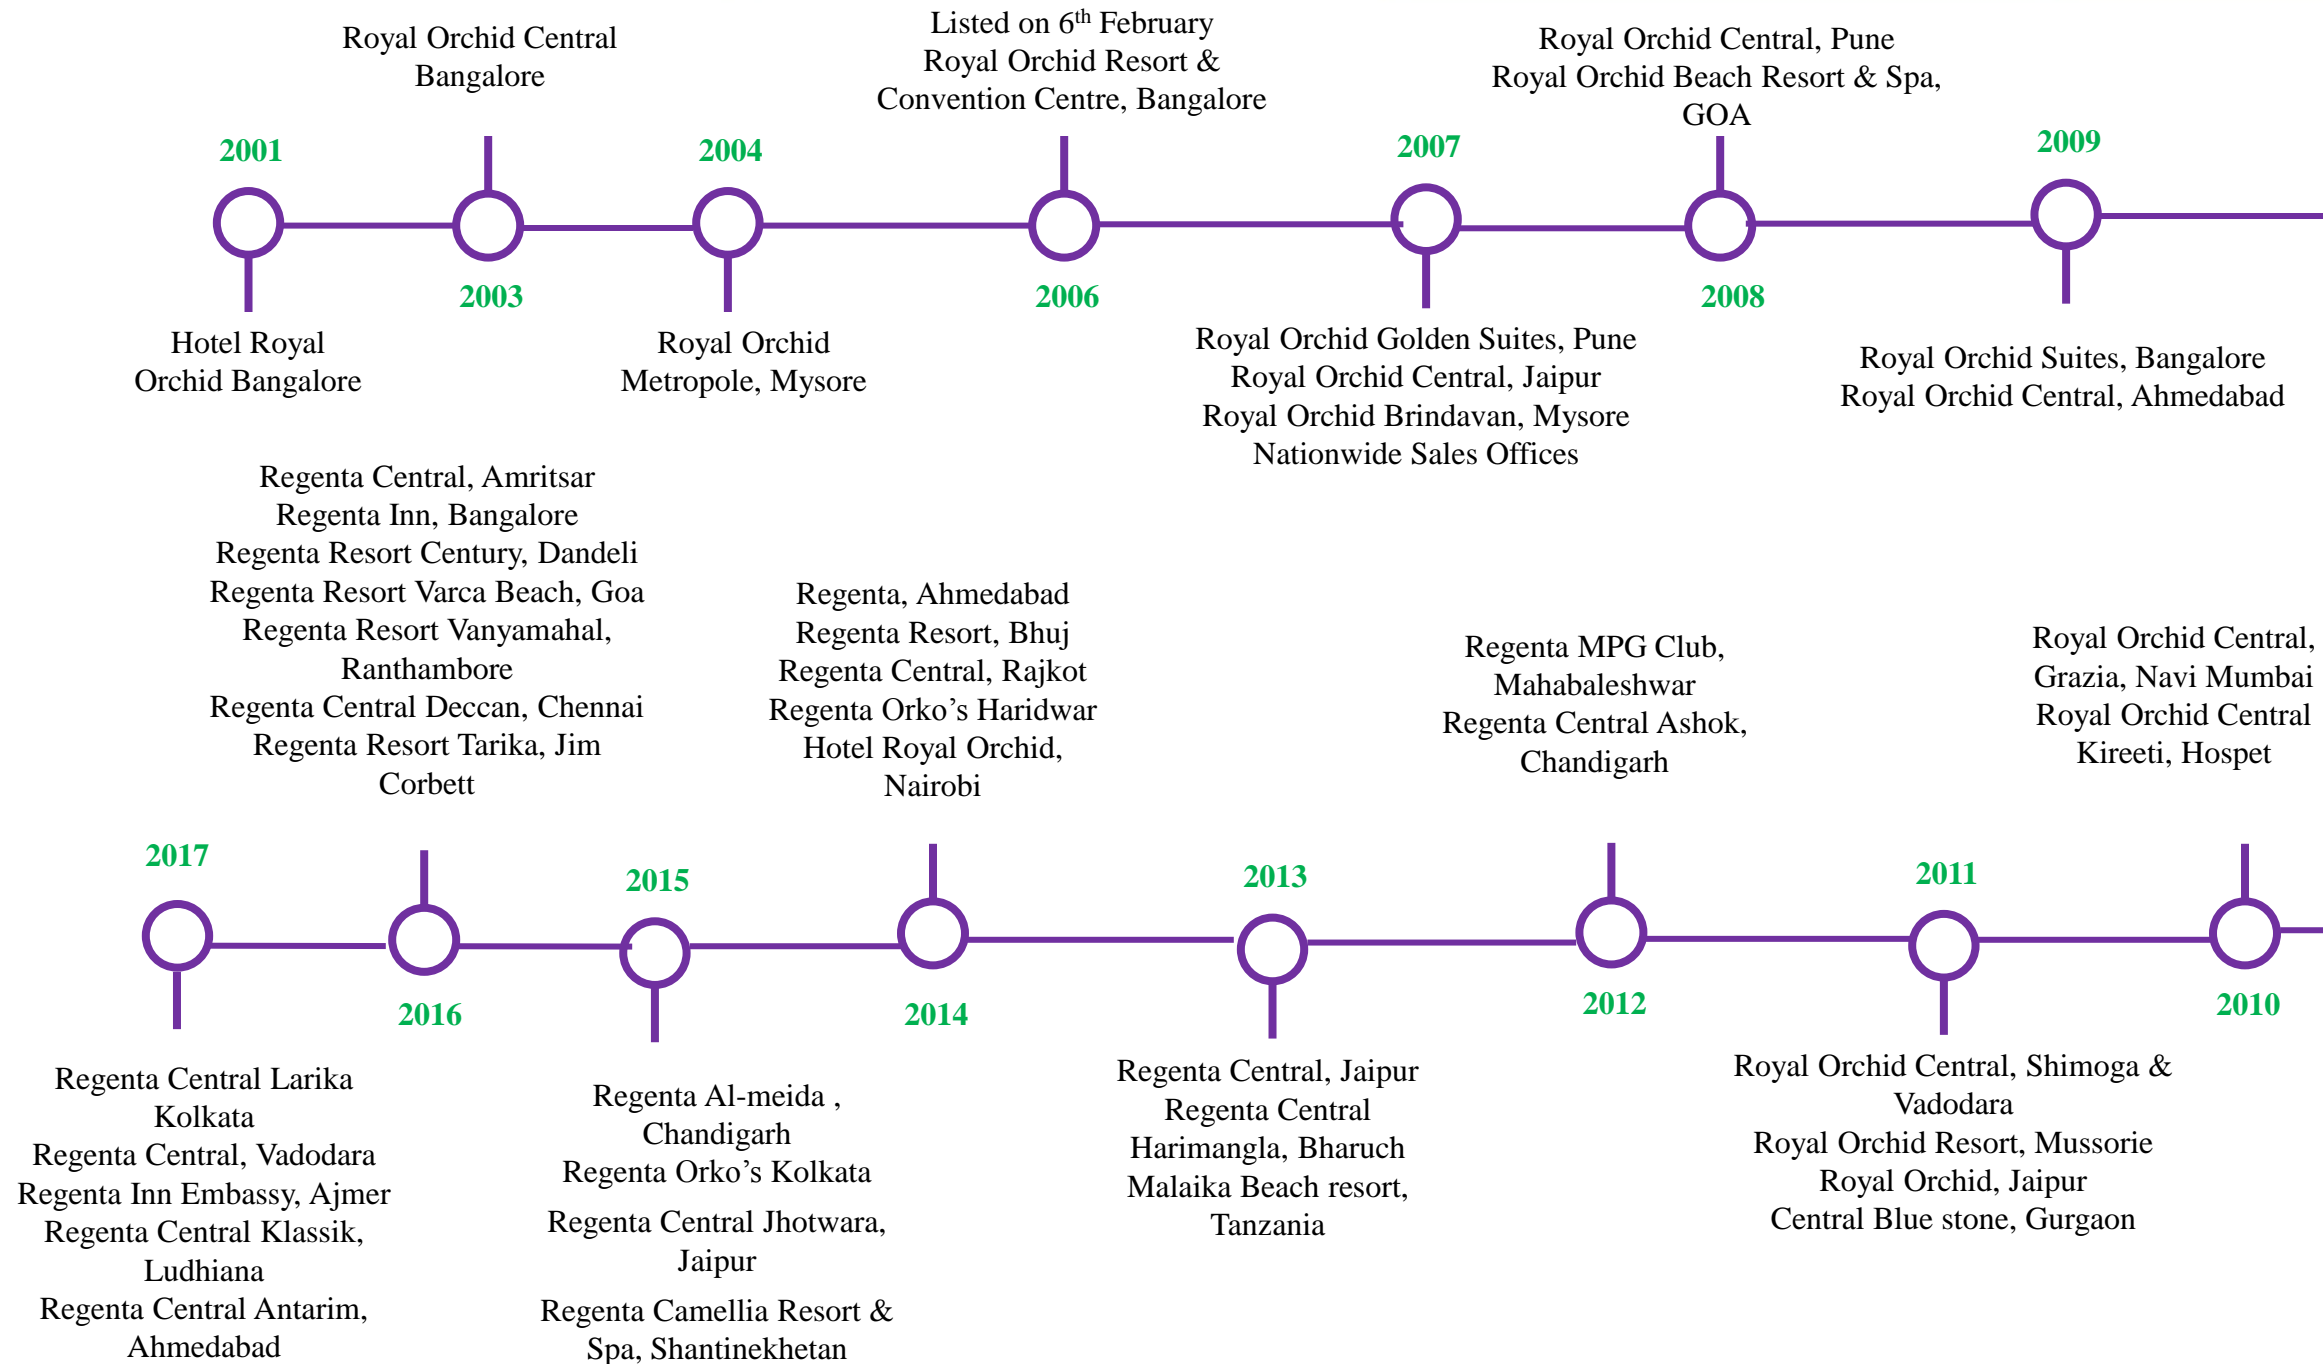 Royal Orchid Central
Bangalore
Listed on 6th February
Royal Orchid Resort &
Convention Centre, Bangalore
Royal Orchid Central, Pune
Royal Orchid Beach Resort & Spa,
GOA
2001
2004
2007
2009
2003
2006
2008
Hotel Royal
Orchid Bangalore
Royal Orchid
Metropole, Mysore
Royal Orchid Golden Suites, Pune
Royal Orchid Central, Jaipur
Royal Orchid Brindavan, Mysore
Nationwide Sales Offices
Royal Orchid Suites, Bangalore
Royal Orchid Central, Ahmedabad
Regenta Central, Amritsar
Regenta Inn, Bangalore
Regenta Resort Century, Dandeli
Regenta Resort Varca Beach, Goa
Regenta Resort Vanyamahal,
Ranthambore
Regenta Central Deccan, Chennai
Regenta Resort Tarika, Jim
Corbett
Regenta, Ahmedabad
Regenta Resort, Bhuj
Regenta Central, Rajkot
Regenta Orko’s Haridwar
Hotel Royal Orchid,
Nairobi
Regenta MPG Club,
Mahabaleshwar
Regenta Central Ashok,
Chandigarh
Royal Orchid Central,
Grazia, Navi Mumbai
Royal Orchid Central
Kireeti, Hospet
2017
2015
2013
2011
2016
2014
2012
2010
Regenta Central Larika
Kolkata
Regenta Central, Vadodara
Regenta Inn Embassy, Ajmer
Regenta Central Klassik,
Ludhiana
Regenta Central Antarim,
Ahmedabad
Regenta Al-meida ,
Chandigarh
Regenta Orko’s Kolkata
Regenta Central Jhotwara,
Jaipur
Regenta Camellia Resort &
Spa, Shantinekhetan
Regenta Central, Jaipur
Regenta Central
Harimangla, Bharuch
Malaika Beach resort,
Tanzania
Royal Orchid Central, Shimoga &
Vadodara
Royal Orchid Resort, Mussorie
Royal Orchid, Jaipur
Central Blue stone, Gurgaon